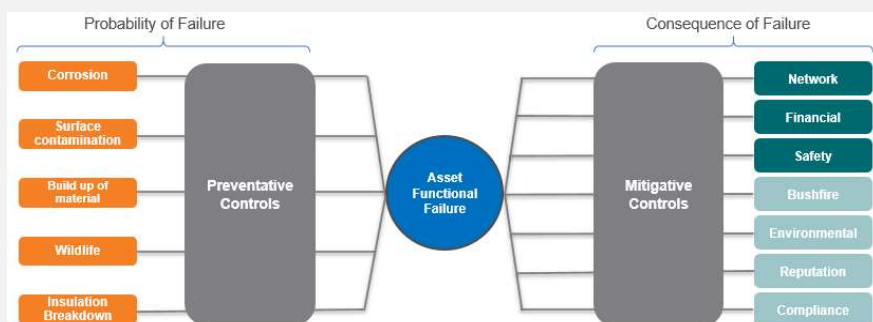 Probability of Failure
Consequence of Failure
Corrosion
Surface
contamination
Build up of
material
Wildlife
Insulation
Breakdown
Preventative
Controls
Asset
Functional
Failure
Mitigative
Controls
Network
Financial
Safety
Bushfire
Environmental
Reputation
Compliance